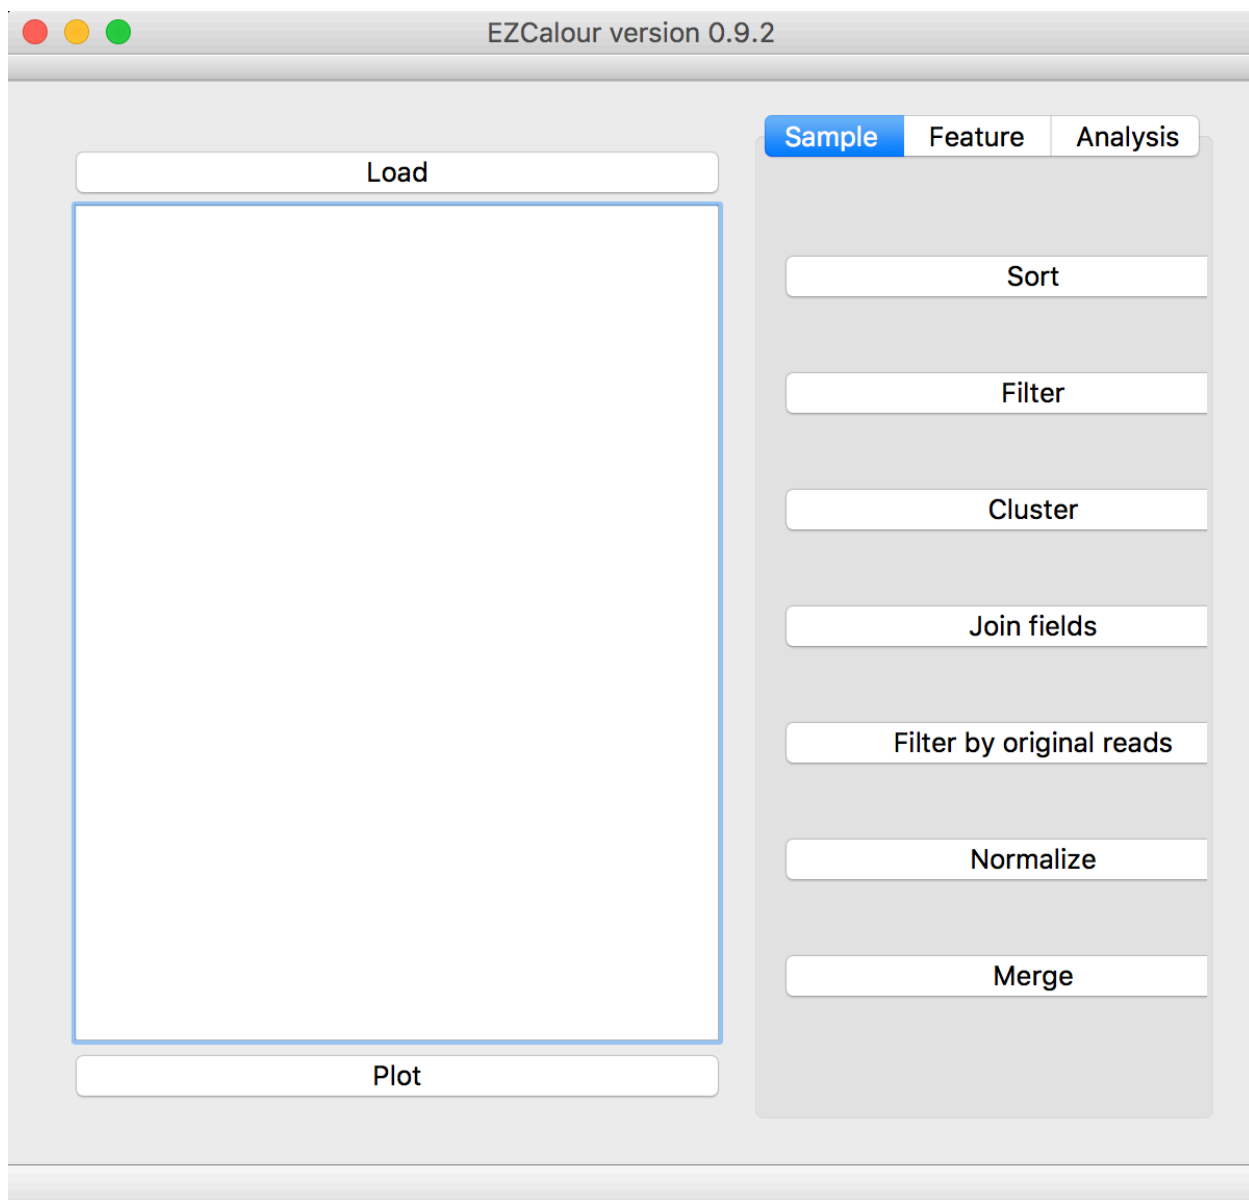 EZCalour version 0.9.2
Load
Plot
Sample Feature Analysis
Sort
Filter
Cluster
Join fields
Filter by original reads
Normalize
Merge